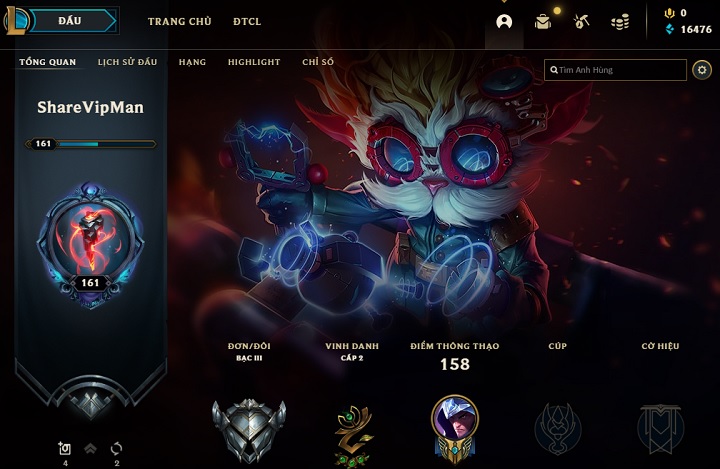 ĐẤU
TRANG CHỦ
ĐTCL
0
16476
TỔNG QUAN
LỊCH SỬ ĐẤU
HẠNG
HIGHLIGHT
CHỈ SỐ
Tìm Anh Hùng
ShareVipMan
161
161
ĐƠN/ĐÔI
BẠC III
VINH DANH
CẤP 2
ĐIỂM THÔNG THẠO
158
CÚP
CỜ HIỆU
4
2